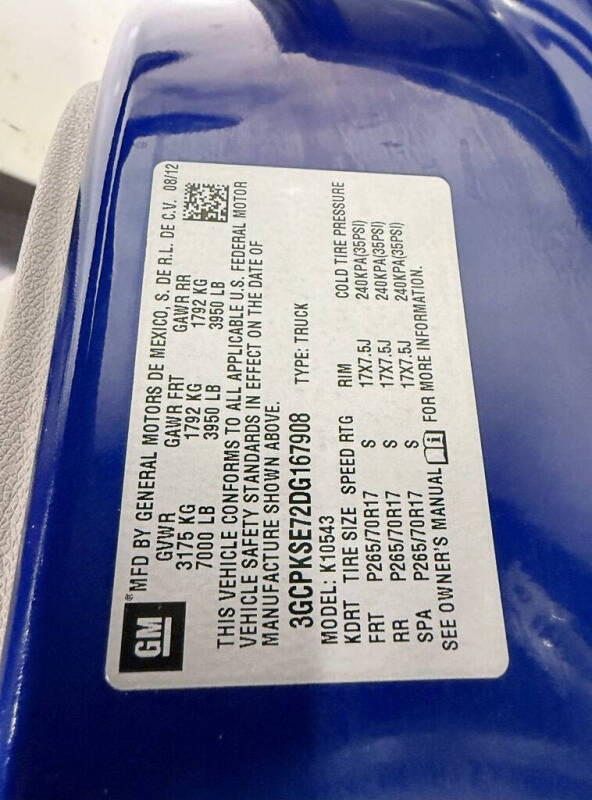 GM
® MFD BY GENERAL MOTORS DE MEXICO, S. DE R.L. DE C.V. 08/12
GVWR GAWR FRT GAWR RR
3175 KG 1792 KG 1792 KG
7000 LB 3950 LB 3950 LB
THIS VEHICLE CONFORMS TO ALL APPLICABLE U.S. FEDERAL MOTOR
VEHICLE SAFETY STANDARDS IN EFFECT ON THE DATE OF
MANUFACTURE SHOWN ABOVE.
3GCPKSE72DG167908 TYPE: TRUCK
MODEL: K10543
KDRT TIRE SIZE SPEED RTG RIM COLD TIRE PRESSURE
FRT P265/70R17 S 17X7.5J 240KPA(35PSI)
RR P265/70R17 S 17X7.5J 240KPA(35PSI)
SPA P265/70R17 S 17X7.5J 240KPA(35PSI)
SEE OWNER'S MANUAL i FOR MORE INFORMATION.